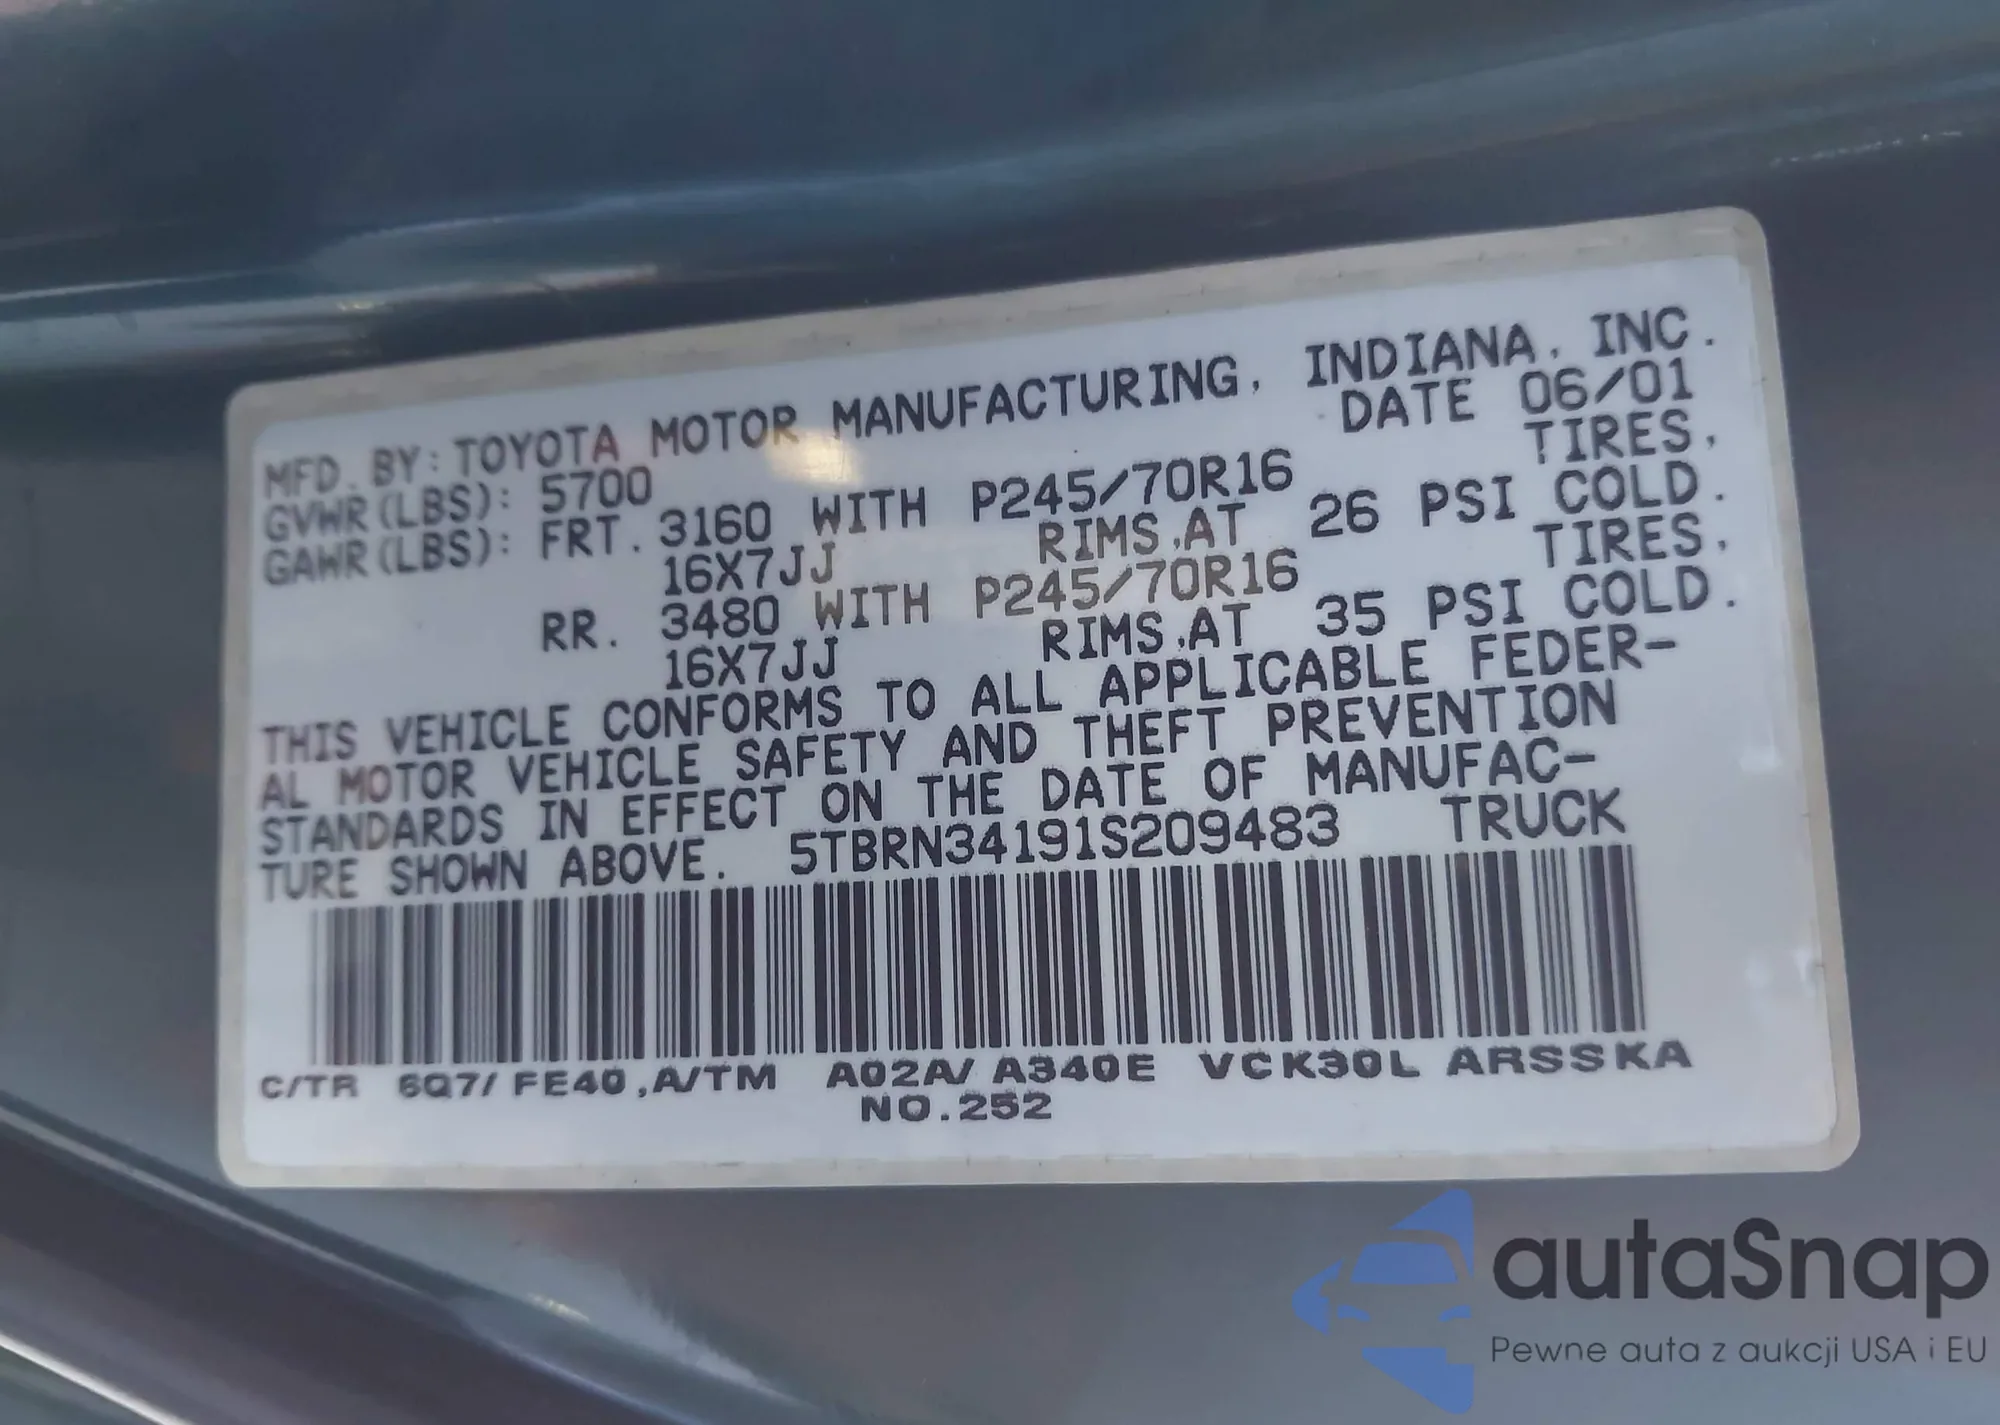 MFD. BY: TOYOTA MOTOR MANUFACTURING, INDIANA, INC.
GVWR(LBS): 5700 DATE 06/01
GAWR(LBS): FRT. 3160 WITH P245/70R16 TIRES,
16X7JJ RIMS,AT 26 PSI COLD.
RR. 3480 WITH P245/70R16 TIRES,
16X7JJ RIMS,AT 35 PSI COLD.
THIS VEHICLE CONFORMS TO ALL APPLICABLE FEDER-
AL MOTOR VEHICLE SAFETY AND THEFT PREVENTION
STANDARDS IN EFFECT ON THE DATE OF MANUFAC-
TURE SHOWN ABOVE. 5TBRN34191S209483 TRUCK
C/TR 6Q7/ FE40 ,A/TM A02A/ A340E VCK30L ARSSKA
NO.252
autaSnap
Pewne auta z aukcji USA i EU